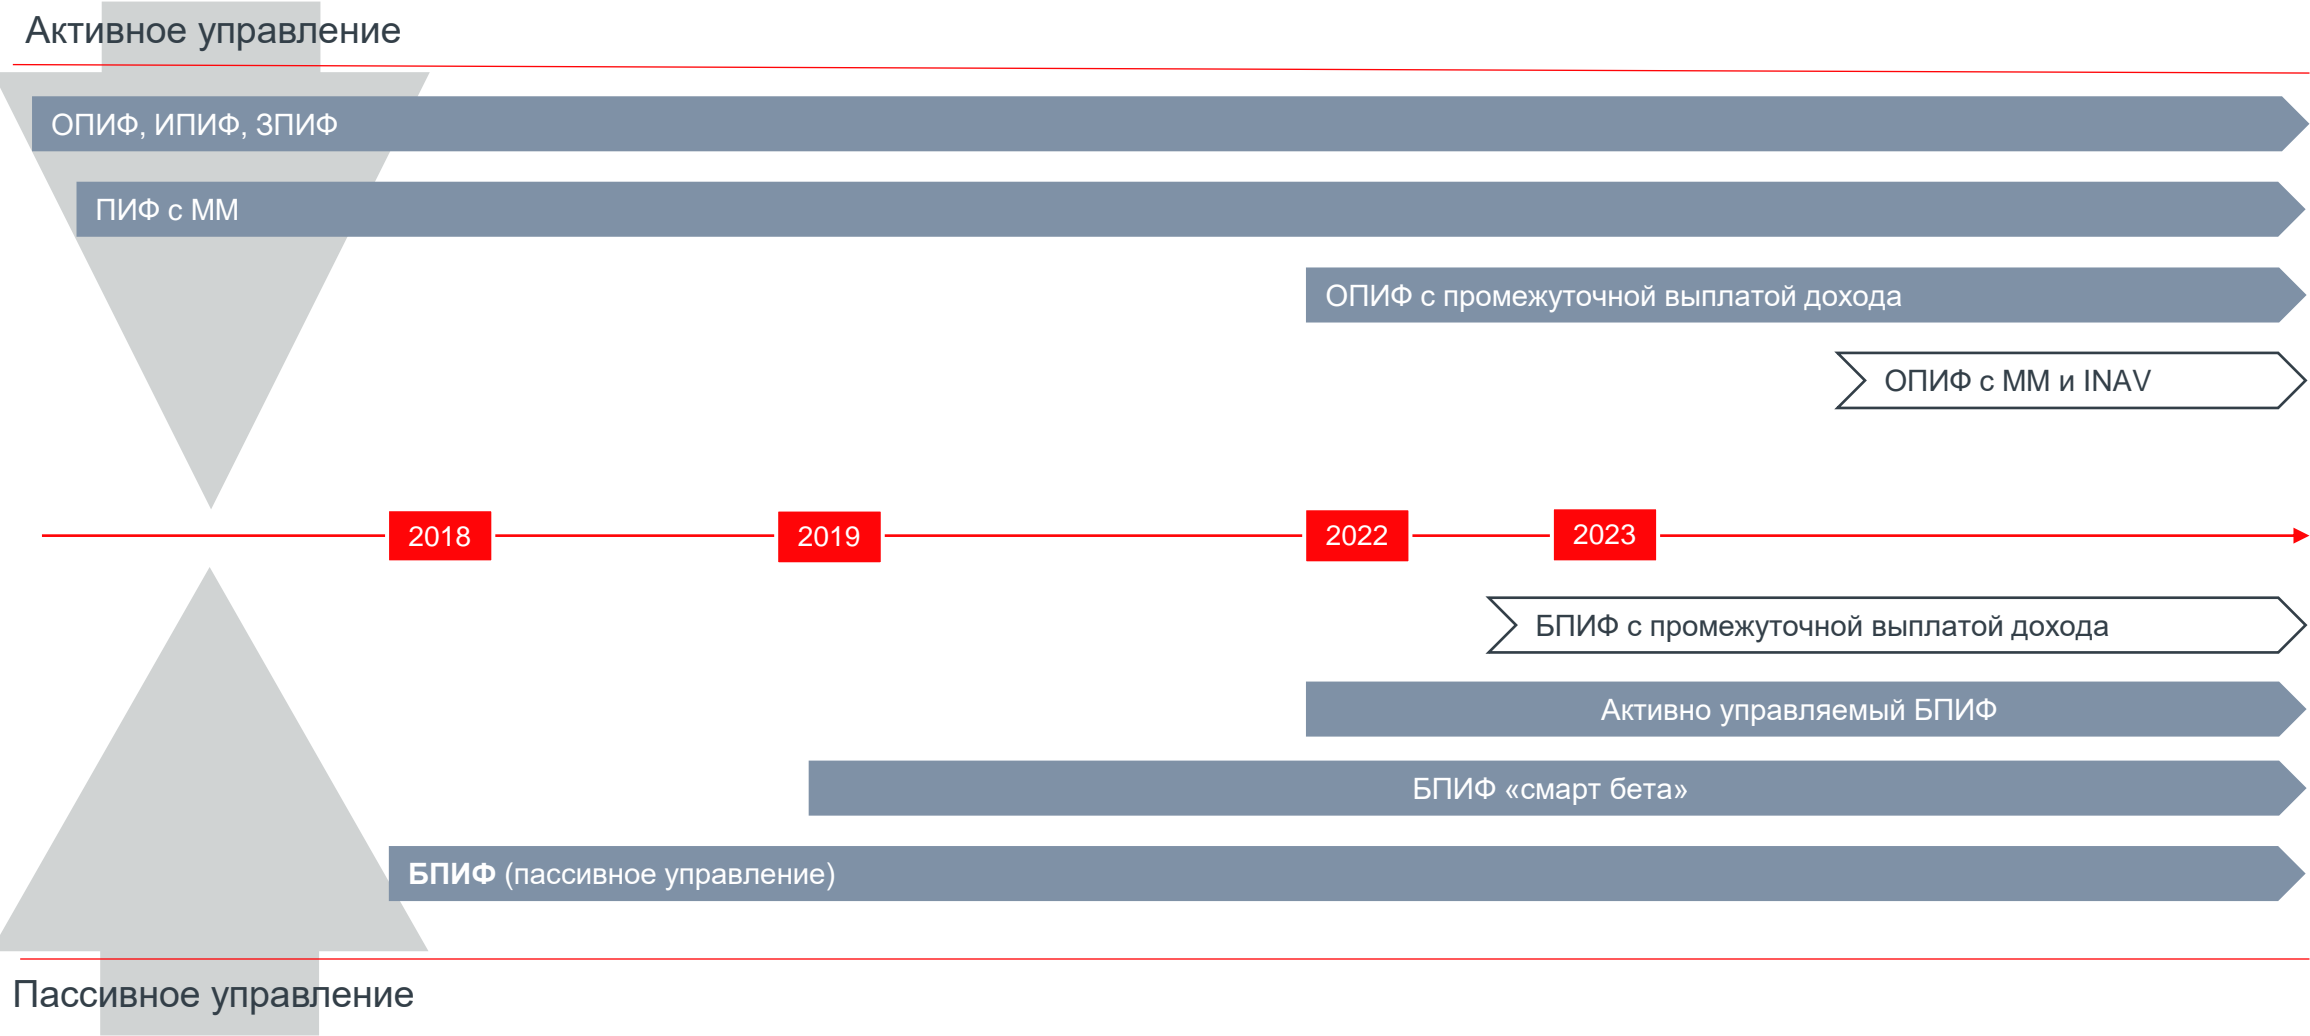 Активное управление
ОПИФ, ИПИФ, ЗПИФ
ПИФ с ММ
ОПИФ с промежуточной выплатой дохода
ОПИФ с ММ и INAV
2018
2019
2022
2023
БПИФ с промежуточной выплатой дохода
Активно управляемый БПИФ
БПИФ «смарт бета»
БПИФ (пассивное управление)
Пассивное управление